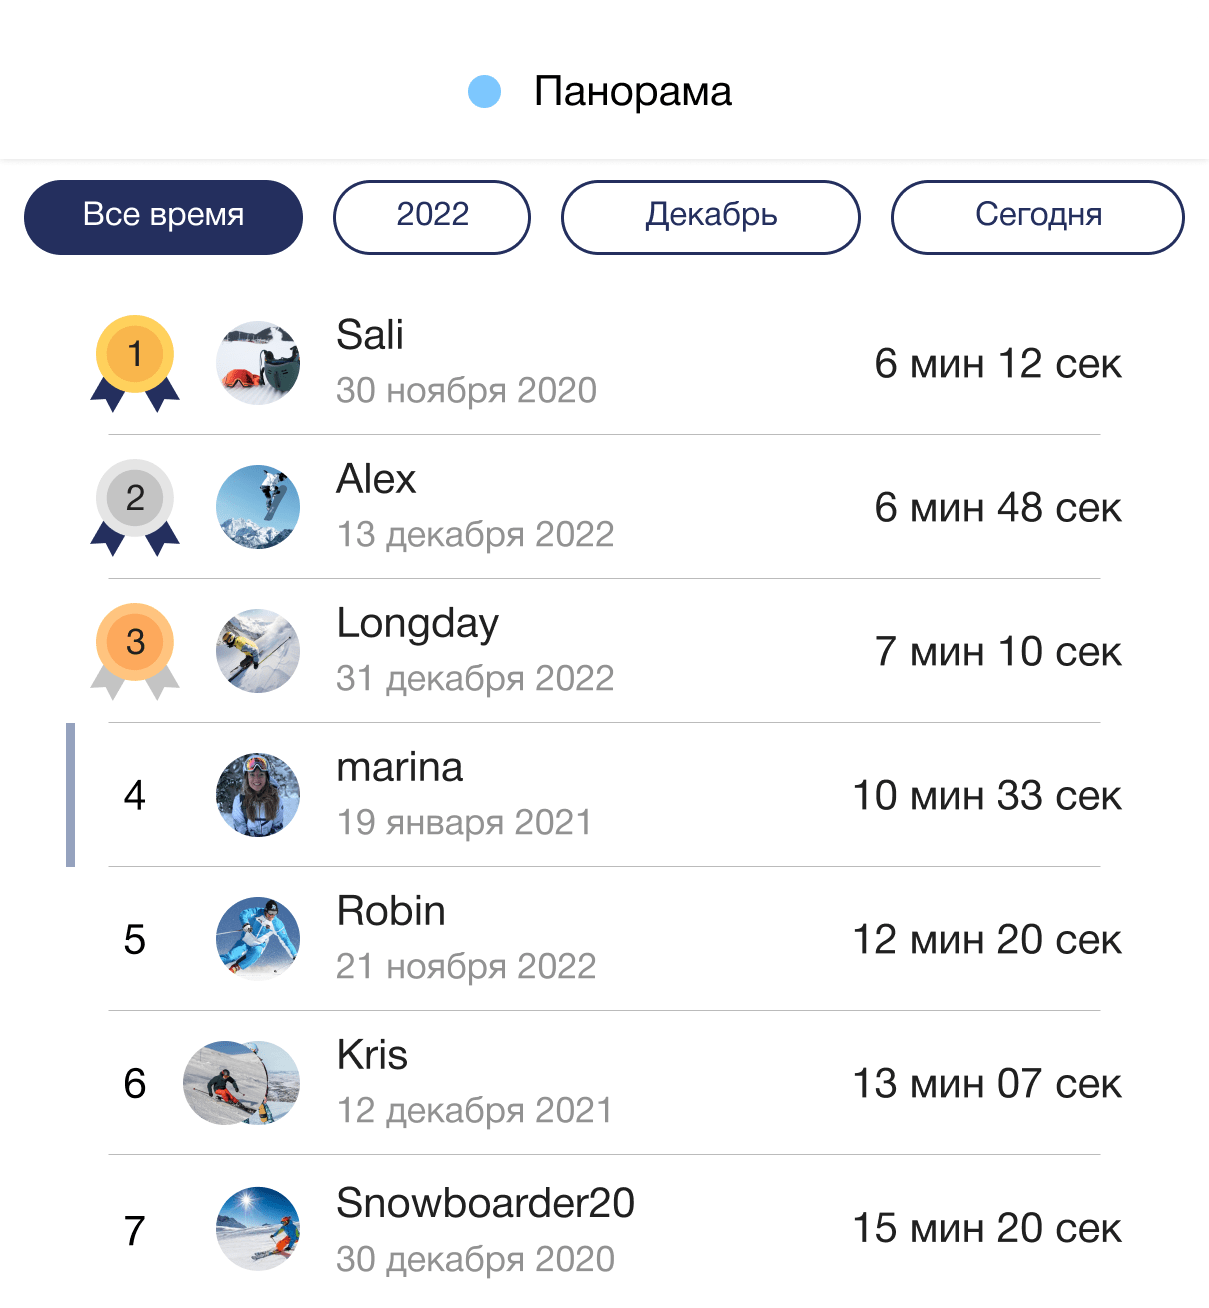 Панорама
Все время 2022 Декабрь Сегодня
1 Sali 6 мин 12 сек
30 ноября 2020
2 Alex 6 мин 48 сек
13 декабря 2022
3 Longday 7 мин 10 сек
31 декабря 2022
4 marina 10 мин 33 сек
19 января 2021
5 Robin 12 мин 20 сек
21 ноября 2022
6 Kris 13 мин 07 сек
12 декабря 2021
7 Snowboarder20 15 мин 20 сек
30 декабря 2020